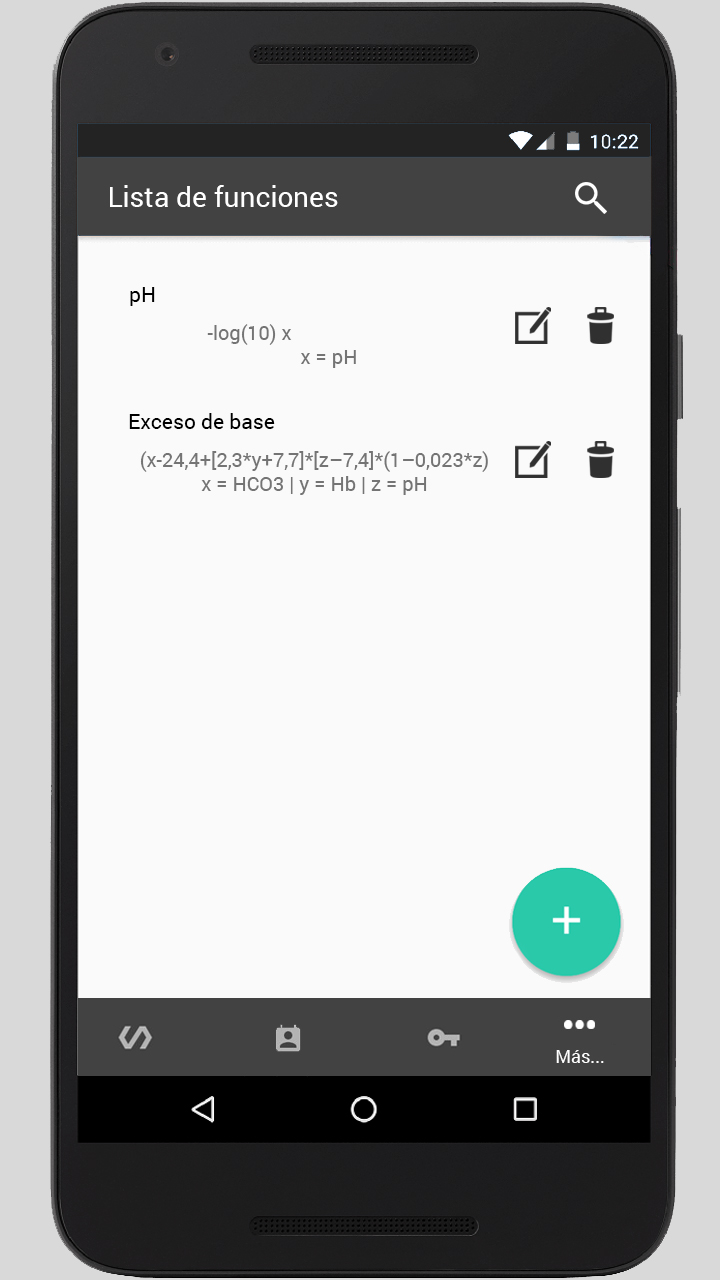 10:22
Lista de funciones
pH
-log(10) x
x = pH
Exceso de base
(x-24,4+[2,3*y+7,7]*[z–7,4]*(1–0,023*z)
x = HCO3 | y = Hb | z = pH
Más...